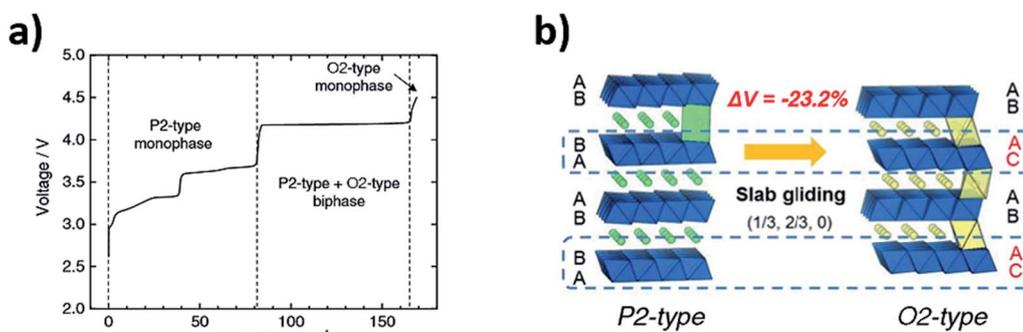 a)
5.0
4.5
4.0
3.5
3.0
2.5
2.0
Voltage / V
O2-type
monophase
P2-type
monophase
P2-type + O2-type
biphase
0
50
100
150
b)
A
B
B
A
A
B
B
A
ΔV = -23.2%
Slab gliding
(1/3, 2/3, 0)
P2-type
A
B
A
C
A
B
A
C
O2-type